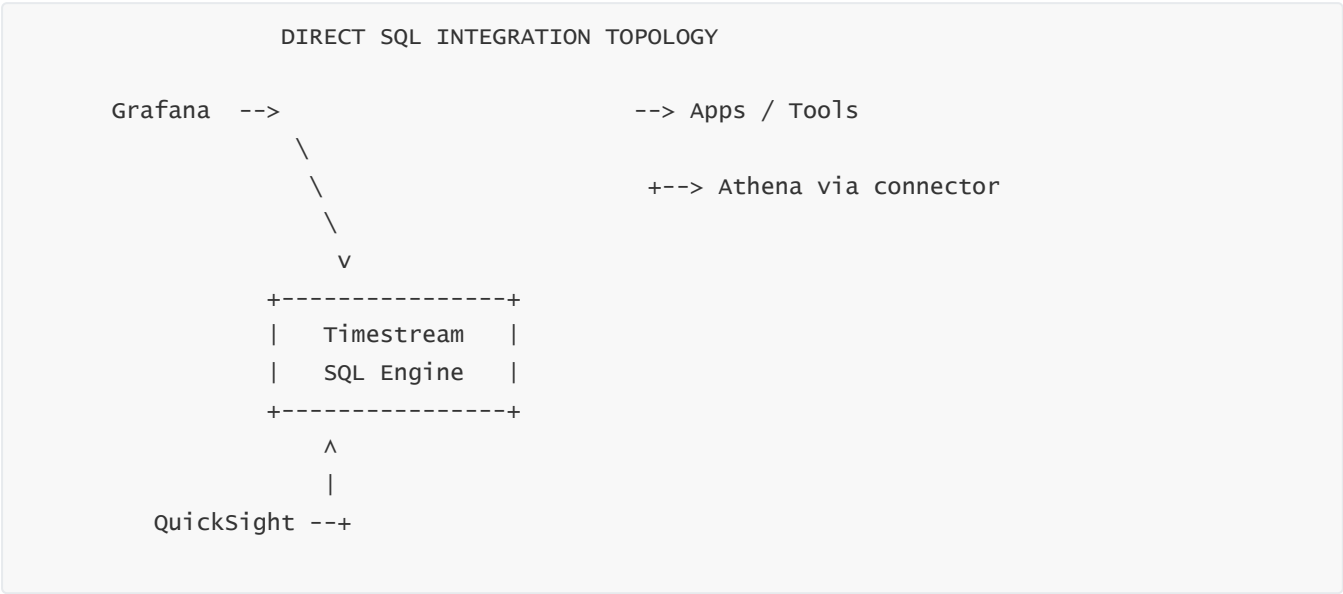 DIRECT SQL INTEGRATION TOPOLOGY
Grafana --> --> Apps / Tools
\
\ +--> Athena via connector
\
v
+----------------+
| Timestream |
| SQL Engine |
+----------------+
^
|
QuickSight --+